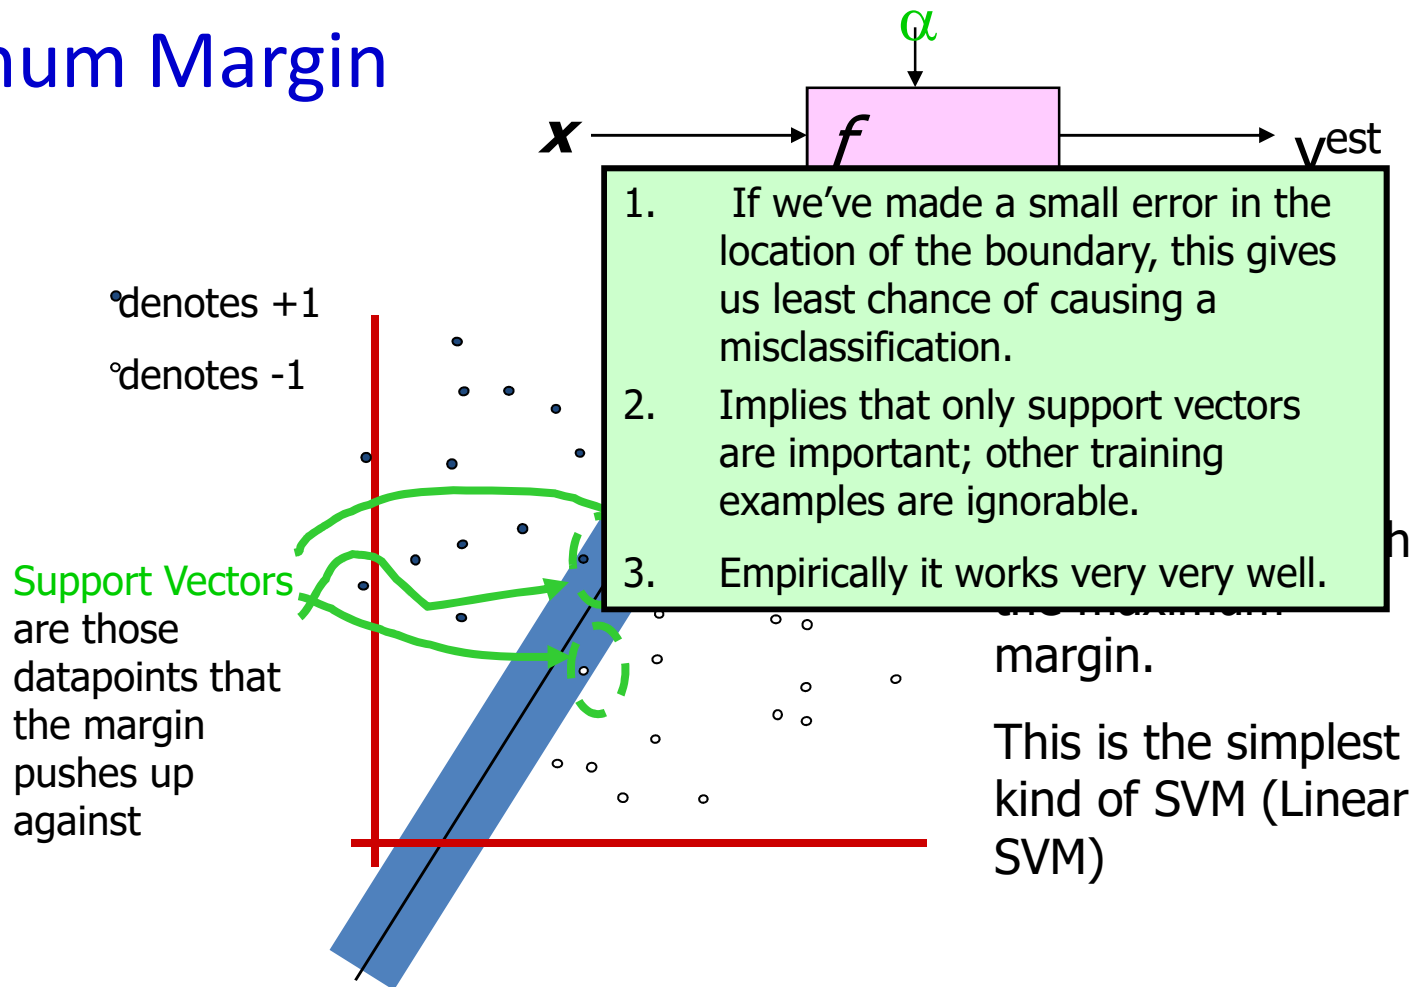 num Margin
α
x
f
yest
denotes +1
denotes -1
1. If we’ve made a small error in the
location of the boundary, this gives
us least chance of causing a
misclassification.
2. Implies that only support vectors
are important; other training
examples are ignorable.
3. Empirically it works very very well.
Support Vectors
are those
datapoints that
the margin
pushes up
against
h
the maximum
margin.
This is the simplest
kind of SVM (Linear
SVM)